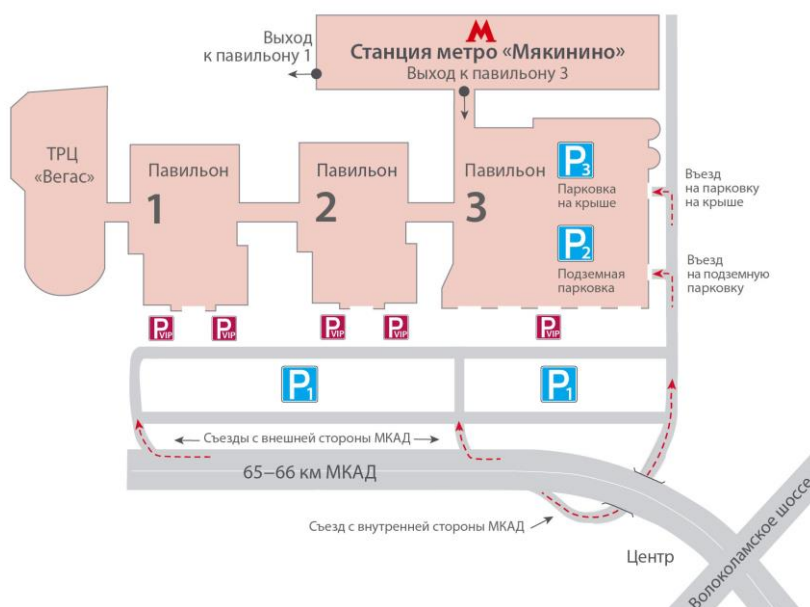 М
Станция метро «Мякинино»
Выход к павильону 3
Выход
к павильону 1
ТРЦ
«Вегас»
Павильон
1
Павильон
2
Павильон
3
P3
Парковка
на крыше
P2
Подземная
парковка
Въезд
на парковку
на крыше
Въезд
на подземную
парковку
P VIP
P VIP
P VIP
P VIP
P VIP
P1
P1
Съезды с внешней стороны МКАД
65–66 км МКАД
Съезд с внутренней стороны МКАД
Центр
Волоколамское шоссе